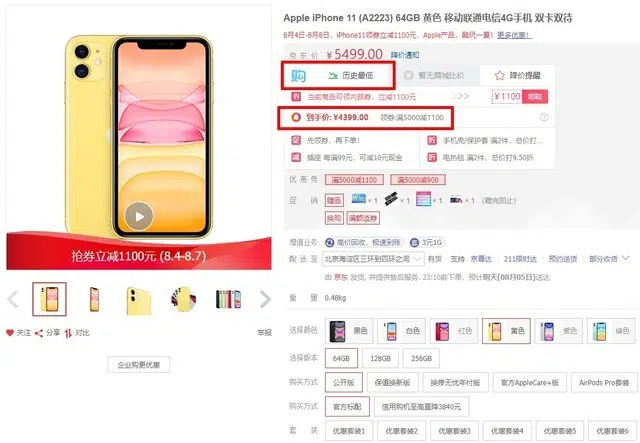 Apple iPhone 11 (A2223) 64GB 黄色 移动联通电信4G手机 双卡双待
8月4日-8月8日，iPhone11领券立减1100元，Apple产品，酷玩一夏！更多优惠！
京东价 ¥5499.00 降价通知
购 历史最低 暂无商城比价 降价提醒
券 当前商品可领内部券，立减1100元 >>> ¥1100 领取
到手价: ¥4399.00 领券:满5000减1100
促 先领券，再下单！ 折 手机壳/保护套 满2件，总价打...
减 插座 每满99元，可减10元现金 折 电热毯 满2件，总价打9.50折
优惠券 满5000减1100 满5000减900
促销 赠品 ×1 ×1 ×1 ×1 (赠完即止)
换购 满额返券
增值业务 高价回收，极速到账 3元1G
配送至 北京海淀区三环到四环之间 有货 支持 京尊达 211限时达 预约送货 部分收货
由 京东 发货, 并提供售后服务. 23:10前下单，预计明天(08月05日)送达
重量 0.48kg
抢券立减1100元 (8.4-8.7)
关注 分享 对比 举报
企业购更优惠
选择颜色 黑色 白色 红色 黄色 紫色 绿色
选择版本 64GB 128GB 256GB
购买方式 公开版 保值换新版 换修无忧年付版 官方AppleCare+版 AirPods Pro套装
购买方式 官方标配 信用购机至高直降3840元
套装 优惠套装1 优惠套装2 优惠套装3 优惠套装4 优惠套装5 优惠套装6